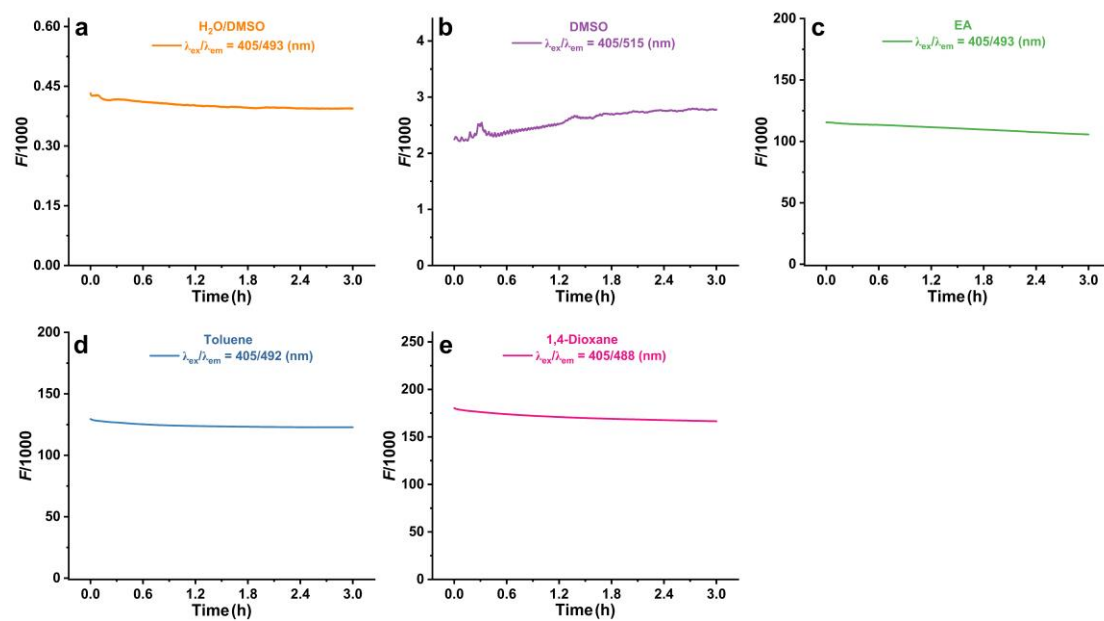 a
H₂O/DMSO
λex/λem = 405/493 (nm)
F/1000
0.60
0.45
0.30
0.15
0.00
0.0 0.6 1.2 1.8 2.4 3.0
Time (h)
b
DMSO
λex/λem = 405/515 (nm)
F/1000
4
3
2
1
0
0.0 0.6 1.2 1.8 2.4 3.0
Time (h)
c
EA
λex/λem = 405/493 (nm)
F/1000
200
150
100
50
0
0.0 0.6 1.2 1.8 2.4 3.0
Time (h)
d
Toluene
λex/λem = 405/492 (nm)
F/1000
200
150
100
50
0
0.0 0.6 1.2 1.8 2.4 3.0
Time (h)
e
1,4-Dioxane
λex/λem = 405/488 (nm)
F/1000
250
200
150
100
50
0
0.0 0.6 1.2 1.8 2.4 3.0
Time (h)